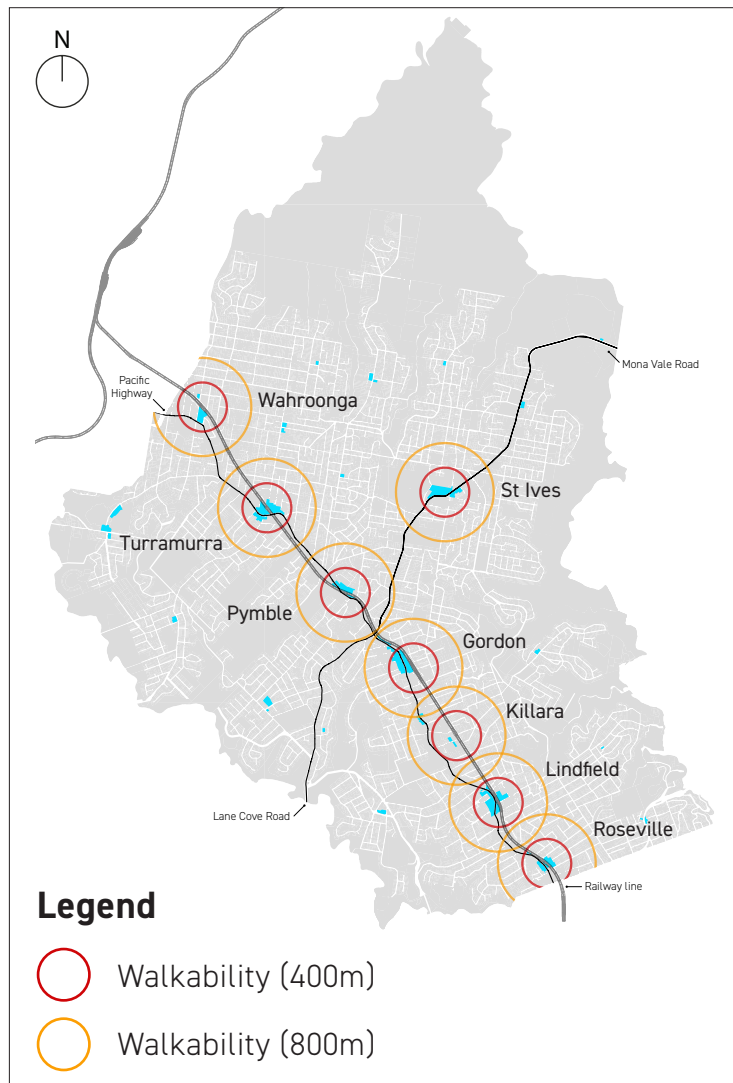 N
Mona Vale Road
Pacific
Highway
Wahroonga
St Ives
Turramurra
Pymble
Gordon
Killara
Lindfield
Lane Cove Road
Roseville
Railway line
Legend
Walkability (400m)
Walkability (800m)